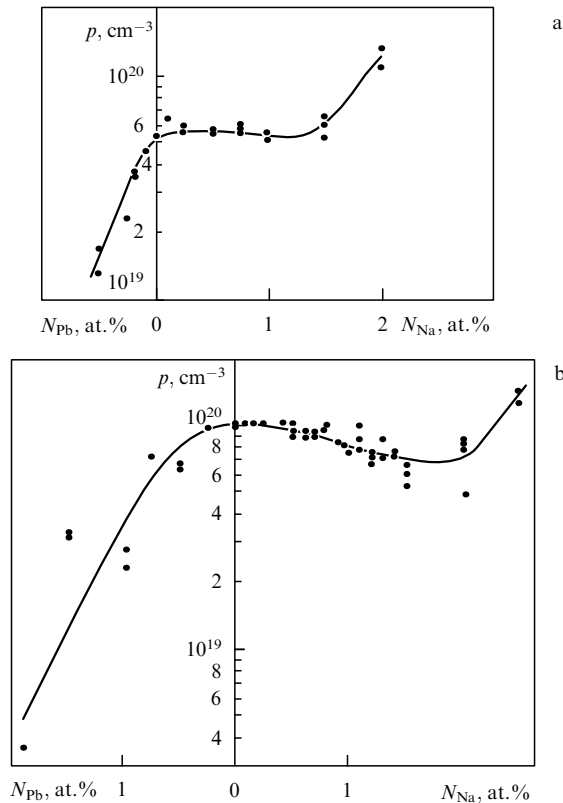 a
p, cm⁻³
10²⁰
6
4
2
10¹⁹
N_Pb, at.% 0 1 2 N_Na, at.%
b
p, cm⁻³
10²⁰
8
6
4
2
10¹⁹
8
6
4
N_Pb, at.% 1 0 1 N_Na, at.%